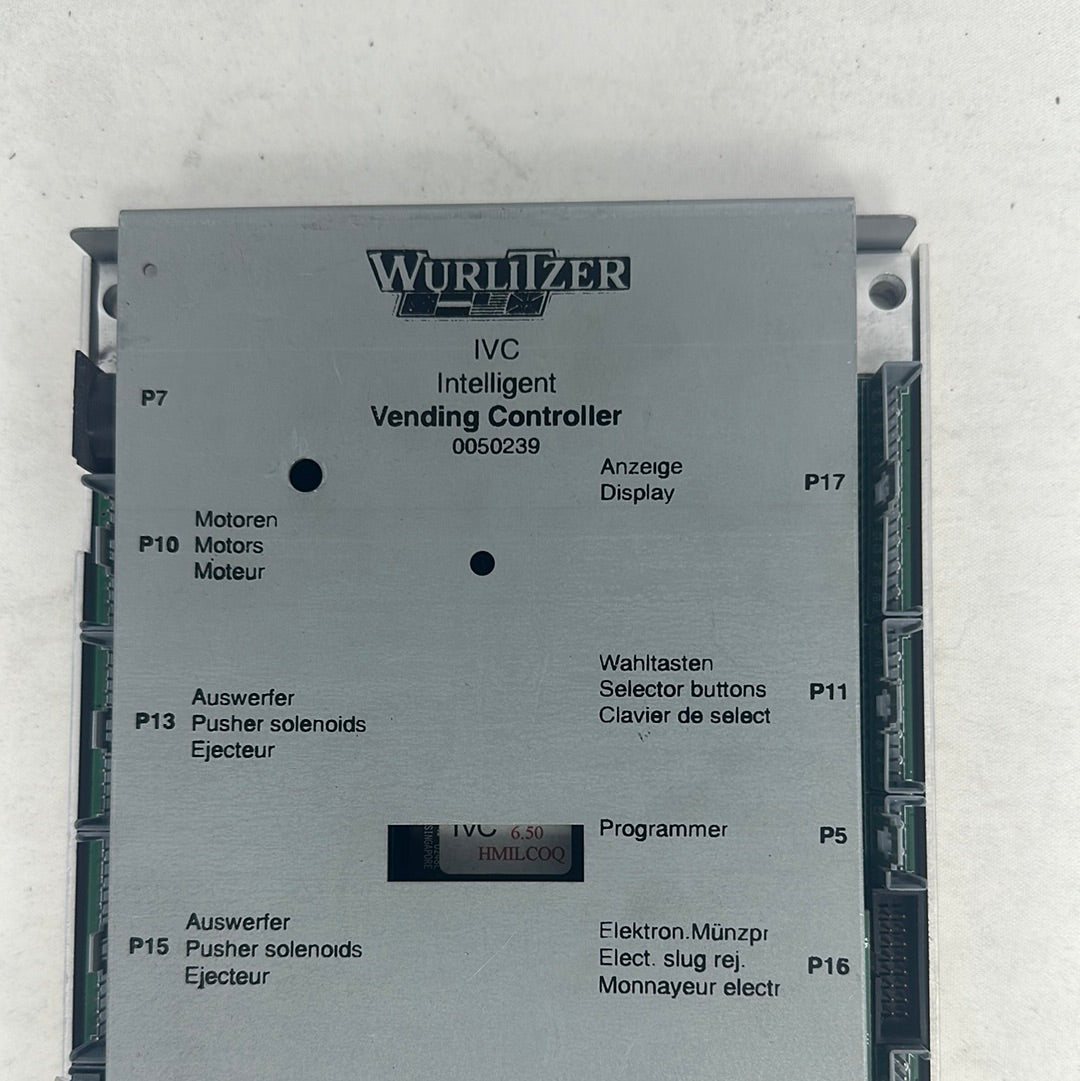 WURLITZER
IVC
Intelligent
Vending Controller
0050239
P7
Anzeige
Display
P17
Motoren
Motors
Moteur
P10
Wahltasten
Selector buttons
Clavier de select
P11
Auswerfer
Pusher solenoids
Ejecteur
P13
IVC 6.50
HMILCOQ
SINGAPORE
Programmer
P5
Auswerfer
Pusher solenoids
Ejecteur
P15
Elektron.Münzpr
Elect. slug rej.
Monnayeur electr
P16